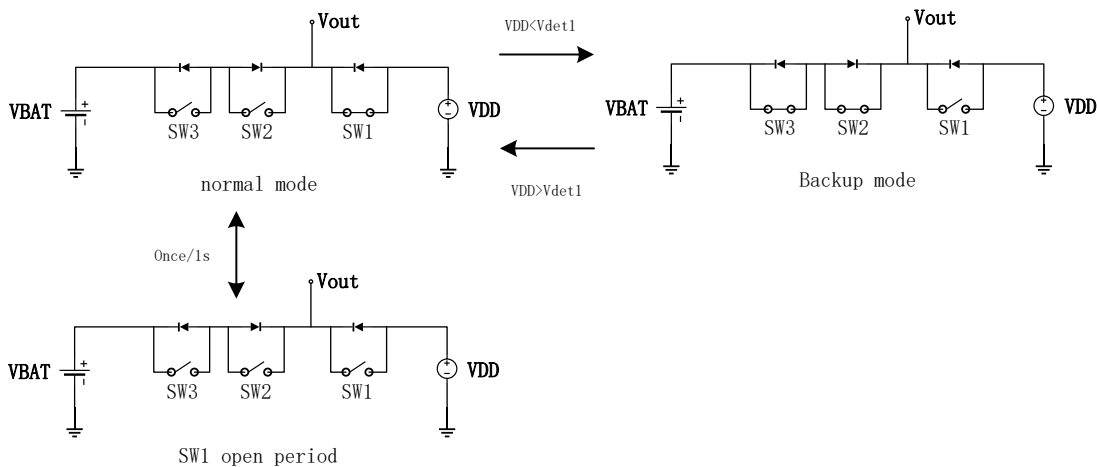 Vout
VBAT
+
-
SW3
SW2
SW1
+
-
VDD
normal mode
VDD<Vdet1
VDD>Vdet1
Vout
VBAT
+
-
SW3
SW2
SW1
+
-
VDD
Backup mode
Once/1s
Vout
VBAT
+
-
SW3
SW2
SW1
+
-
VDD
SW1 open period